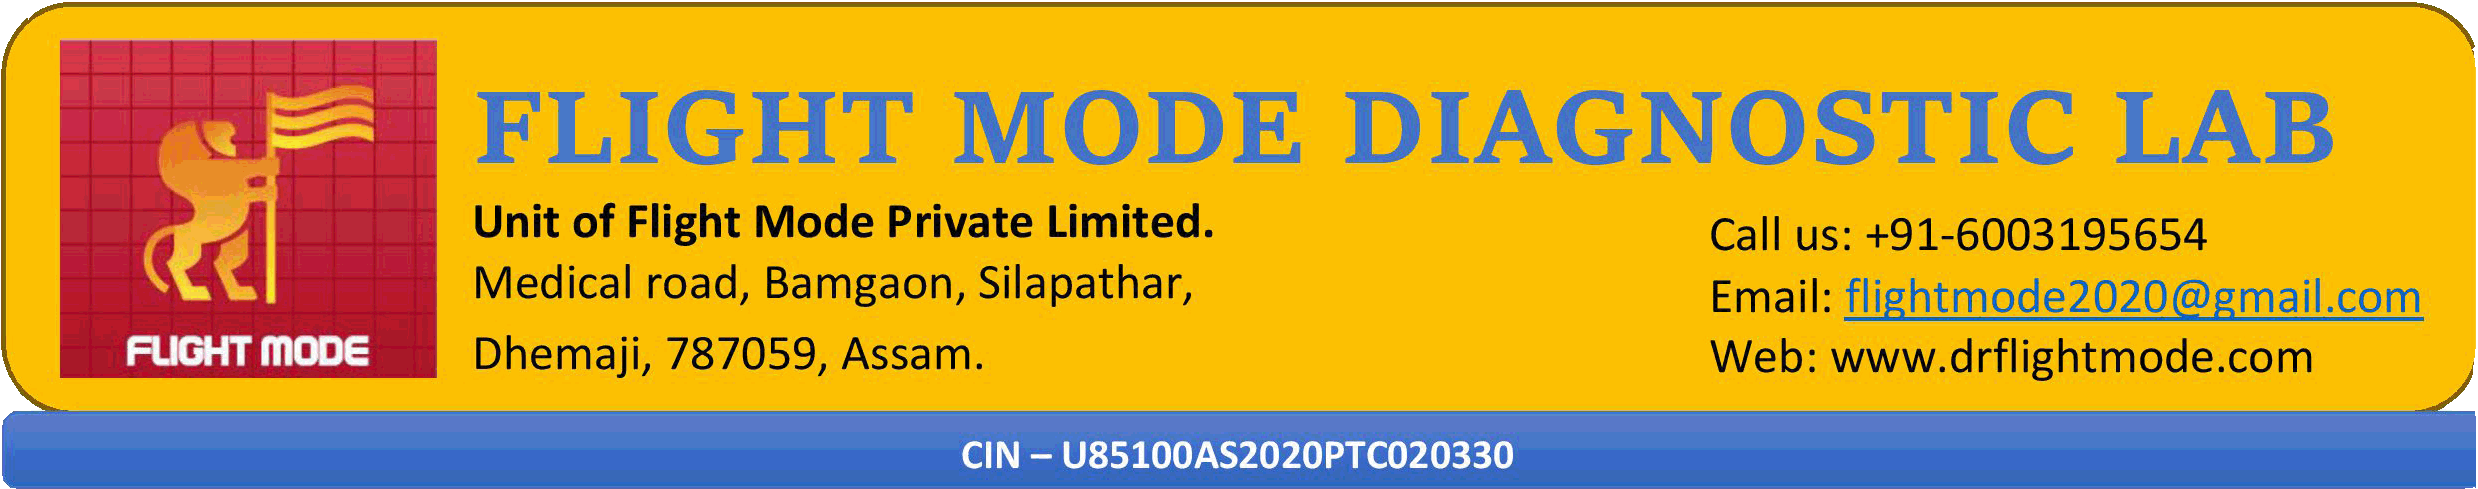 FLIGHT MODE
FLIGHT MODE DIAGNOSTIC LAB
Unit of Flight Mode Private Limited.
Medical road, Bamgaon, Silapathar,
Dhemaji, 787059, Assam.
Call us: +91-6003195654
Email: flightmode2020@gmail.com
Web: www.drflightmode.com
CIN – U85100AS2020PTC020330